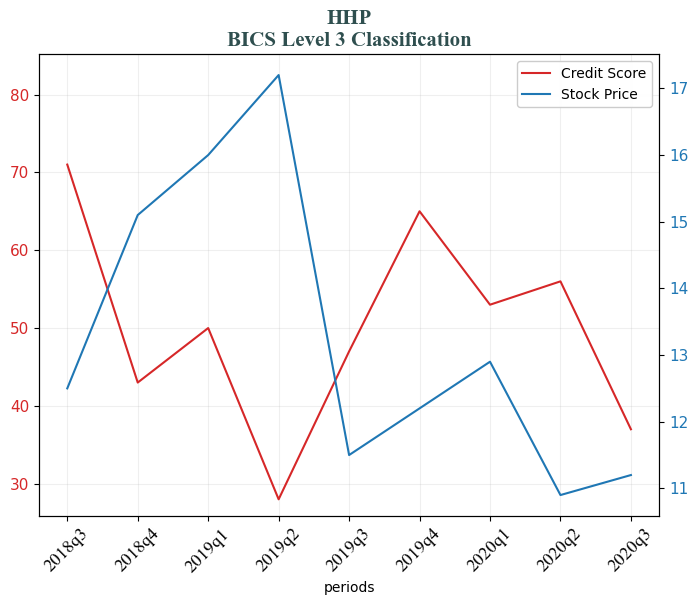 HHP
BICS Level 3 Classification
Credit Score
Stock Price
80
70
60
50
40
30
17
16
15
14
13
12
11
2018q3
2018q4
2019q1
2019q2
2019q3
2019q4
2020q1
2020q2
2020q3
periods